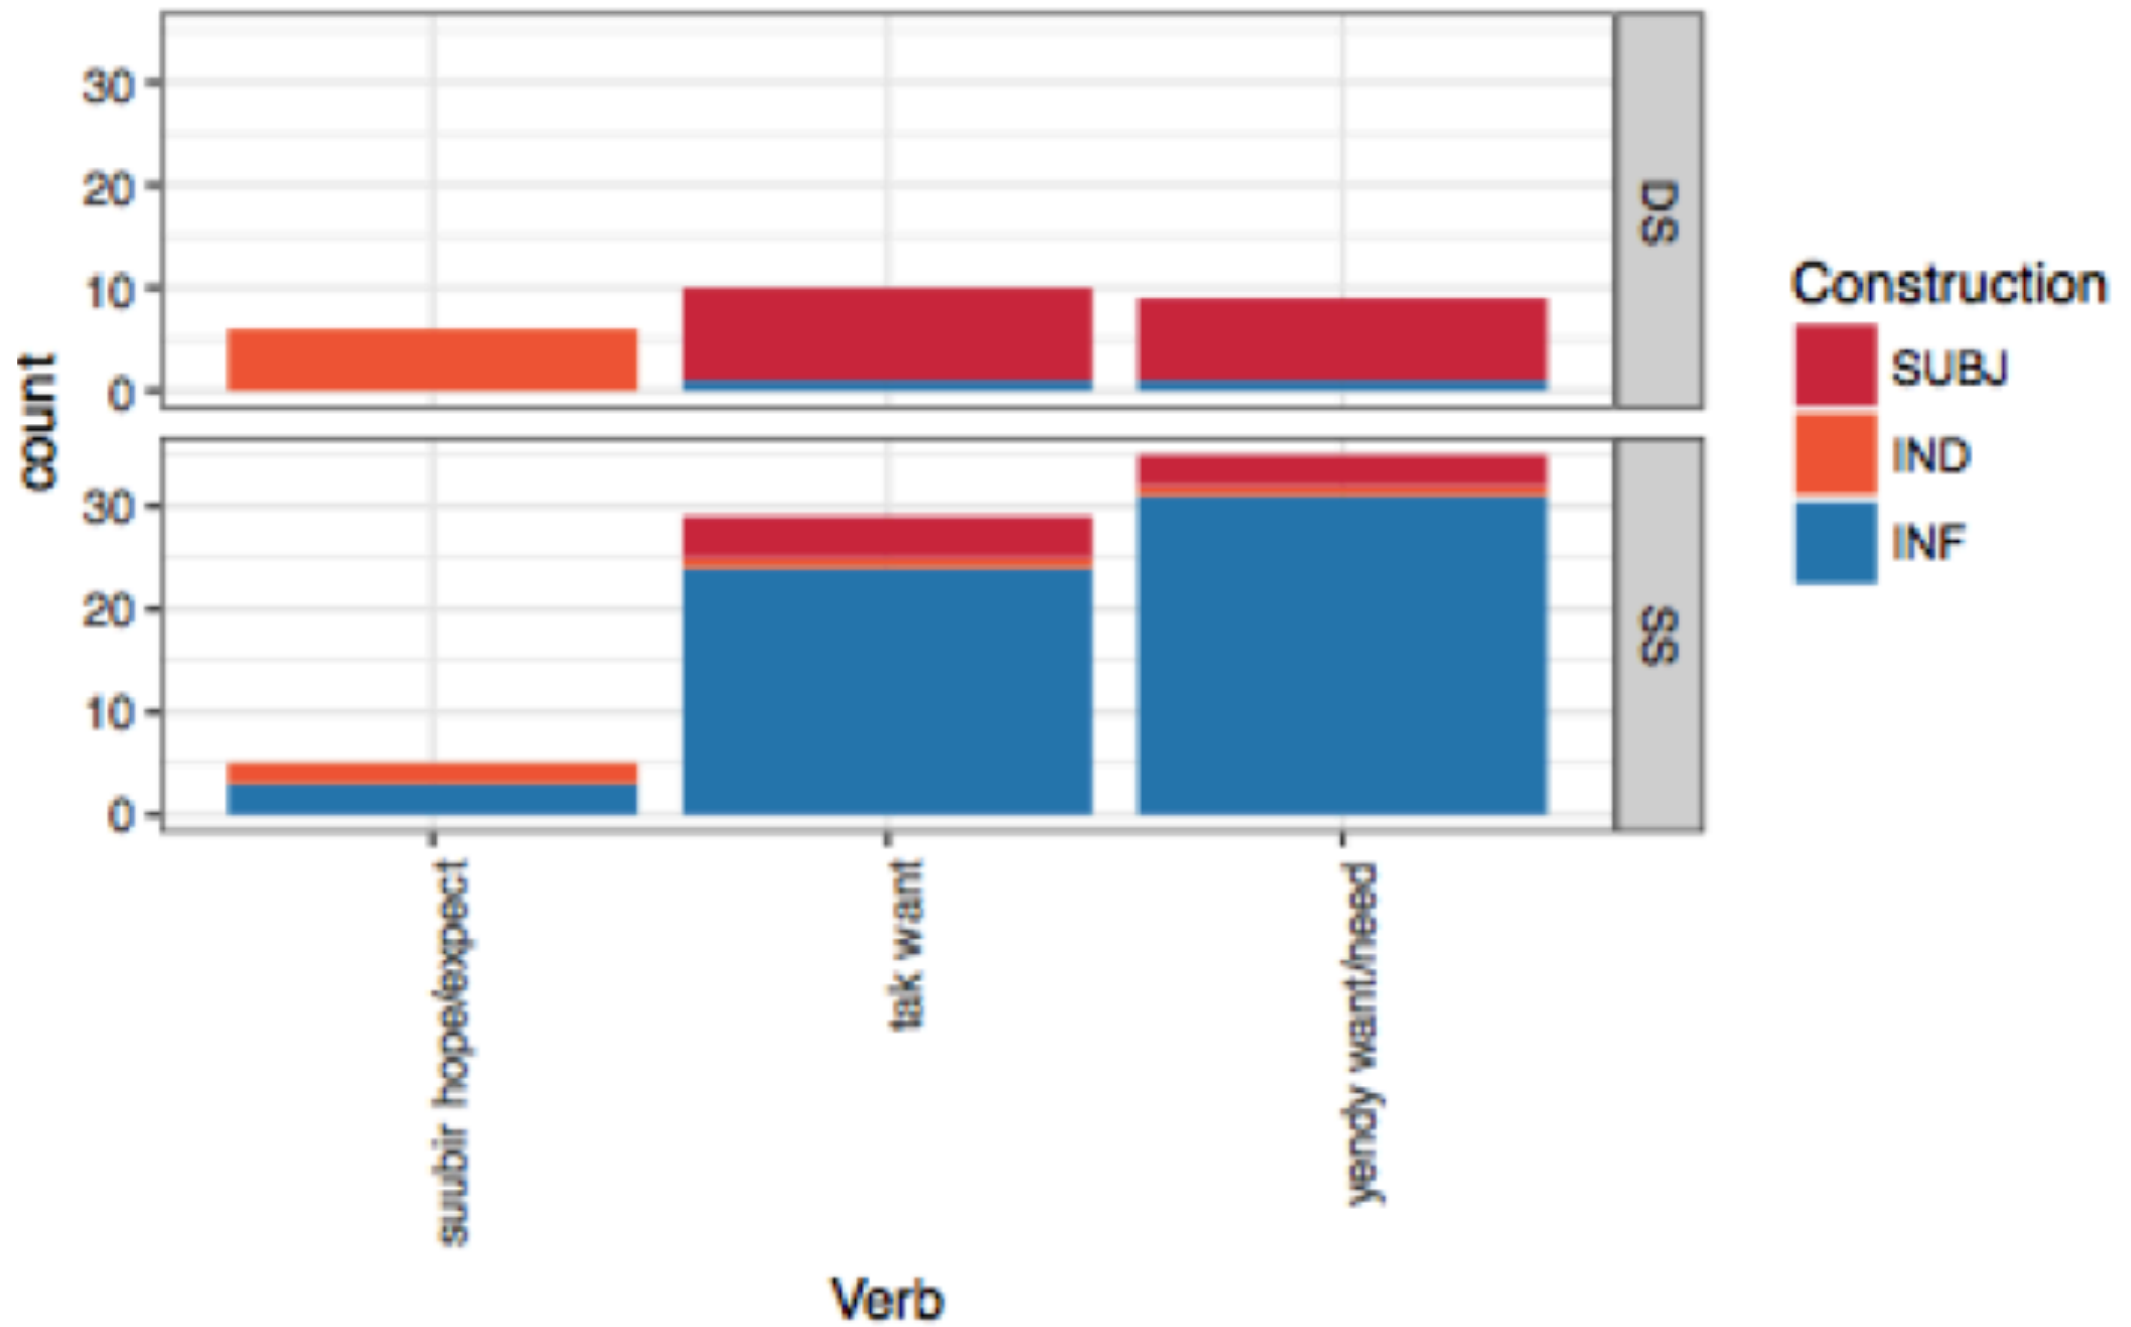 30
20
10
0
DS
count
30
20
10
0
SS
suubir hope/expect
tak want
yendy want/need
Verb
Construction
SUBJ
IND
INF